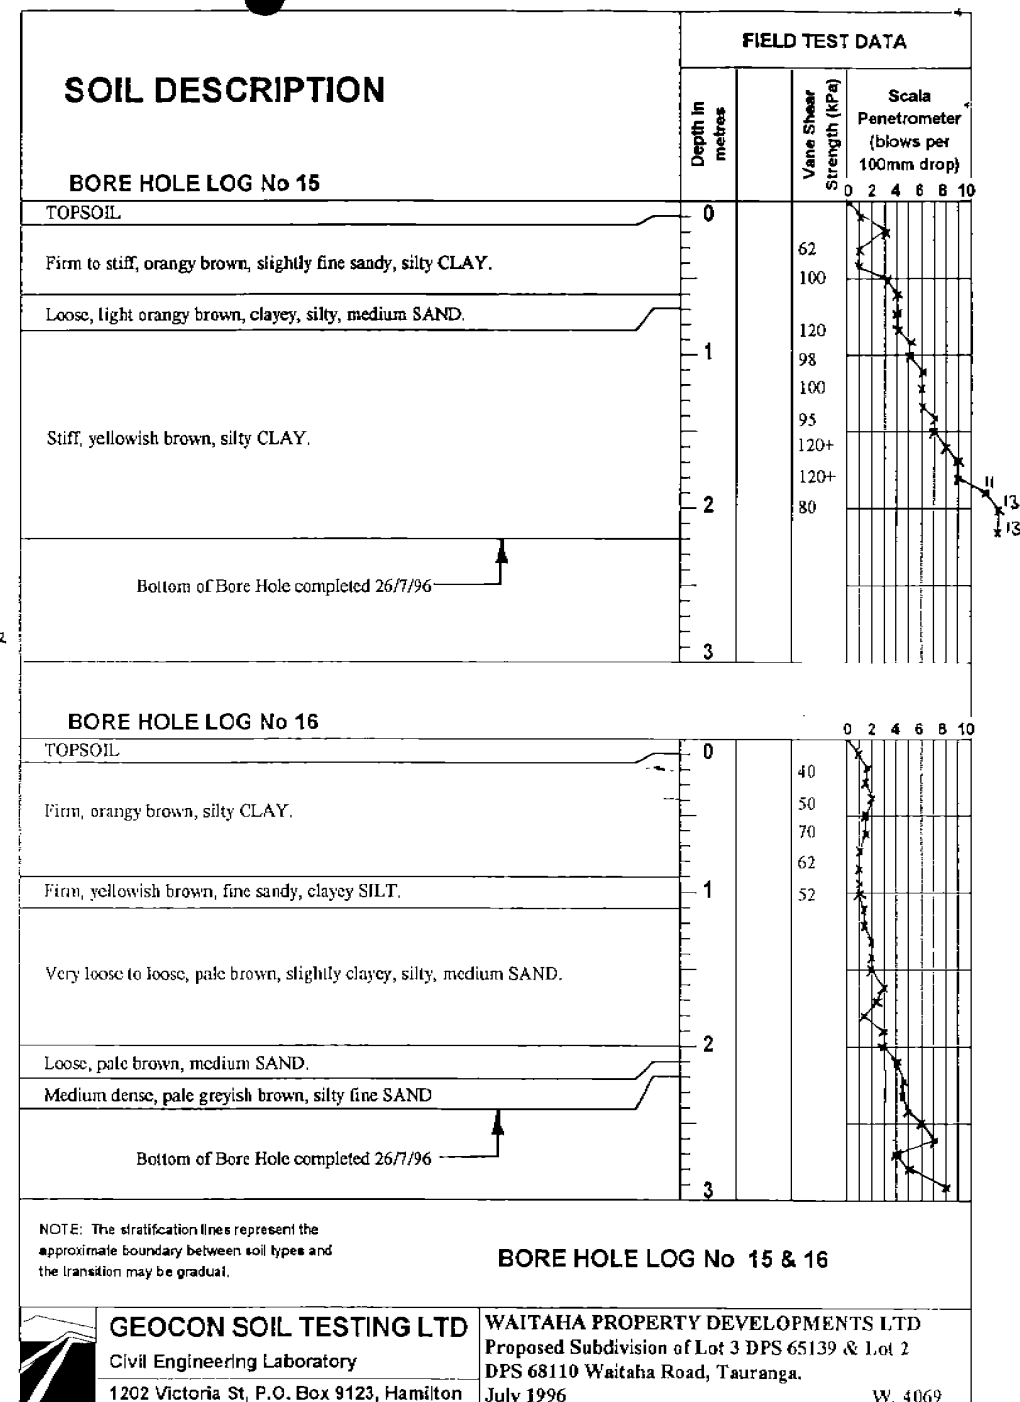 FIELD TEST DATA
SOIL DESCRIPTION
Depth in
metres
Vane Shear
Strength (kPa)
Scala
Penetrometer
(blows per
100mm drop)
BORE HOLE LOG No 15
0 2 4 6 8 10
TOPSOIL
0
62
Firm to stiff, orangy brown, slightly fine sandy, silty CLAY.
100
Loose, light orangy brown, clayey, silty, medium SAND.
120
1
98
100
95
Stiff, yellowish brown, silty CLAY.
120+
120+
11
2
80
13
13
Bottom of Bore Hole completed 26/7/96
3
BORE HOLE LOG No 16
0 2 4 6 8 10
TOPSOIL
0
40
50
Firm, orangy brown, silty CLAY.
70
62
Firm, yellowish brown, fine sandy, clayey SILT.
1
52
Very loose to loose, pale brown, slightly clayey, silty, medium SAND.
2
Loose, pale brown, medium SAND.
Medium dense, pale greyish brown, silty fine SAND
Bottom of Bore Hole completed 26/7/96
3
NOTE: The stratification lines represent the
approximate boundary between soil types and
the transition may be gradual.
BORE HOLE LOG No 15 & 16
GEOCON SOIL TESTING LTD
Civil Engineering Laboratory
1202 Victoria St, P.O. Box 9123, Hamilton
WAITAHA PROPERTY DEVELOPMENTS LTD
Proposed Subdivision of Lot 3 DPS 65139 & Lot 2
DPS 68110 Waitaha Road, Tauranga.
July 1996 W. 4069